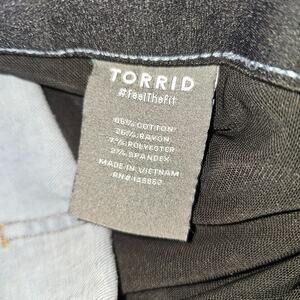 TORRID
#FeelTheFit
65% COTTON
26% RAYON
7% POLYESTER
2% SPANDEX
MADE IN VIETNAM